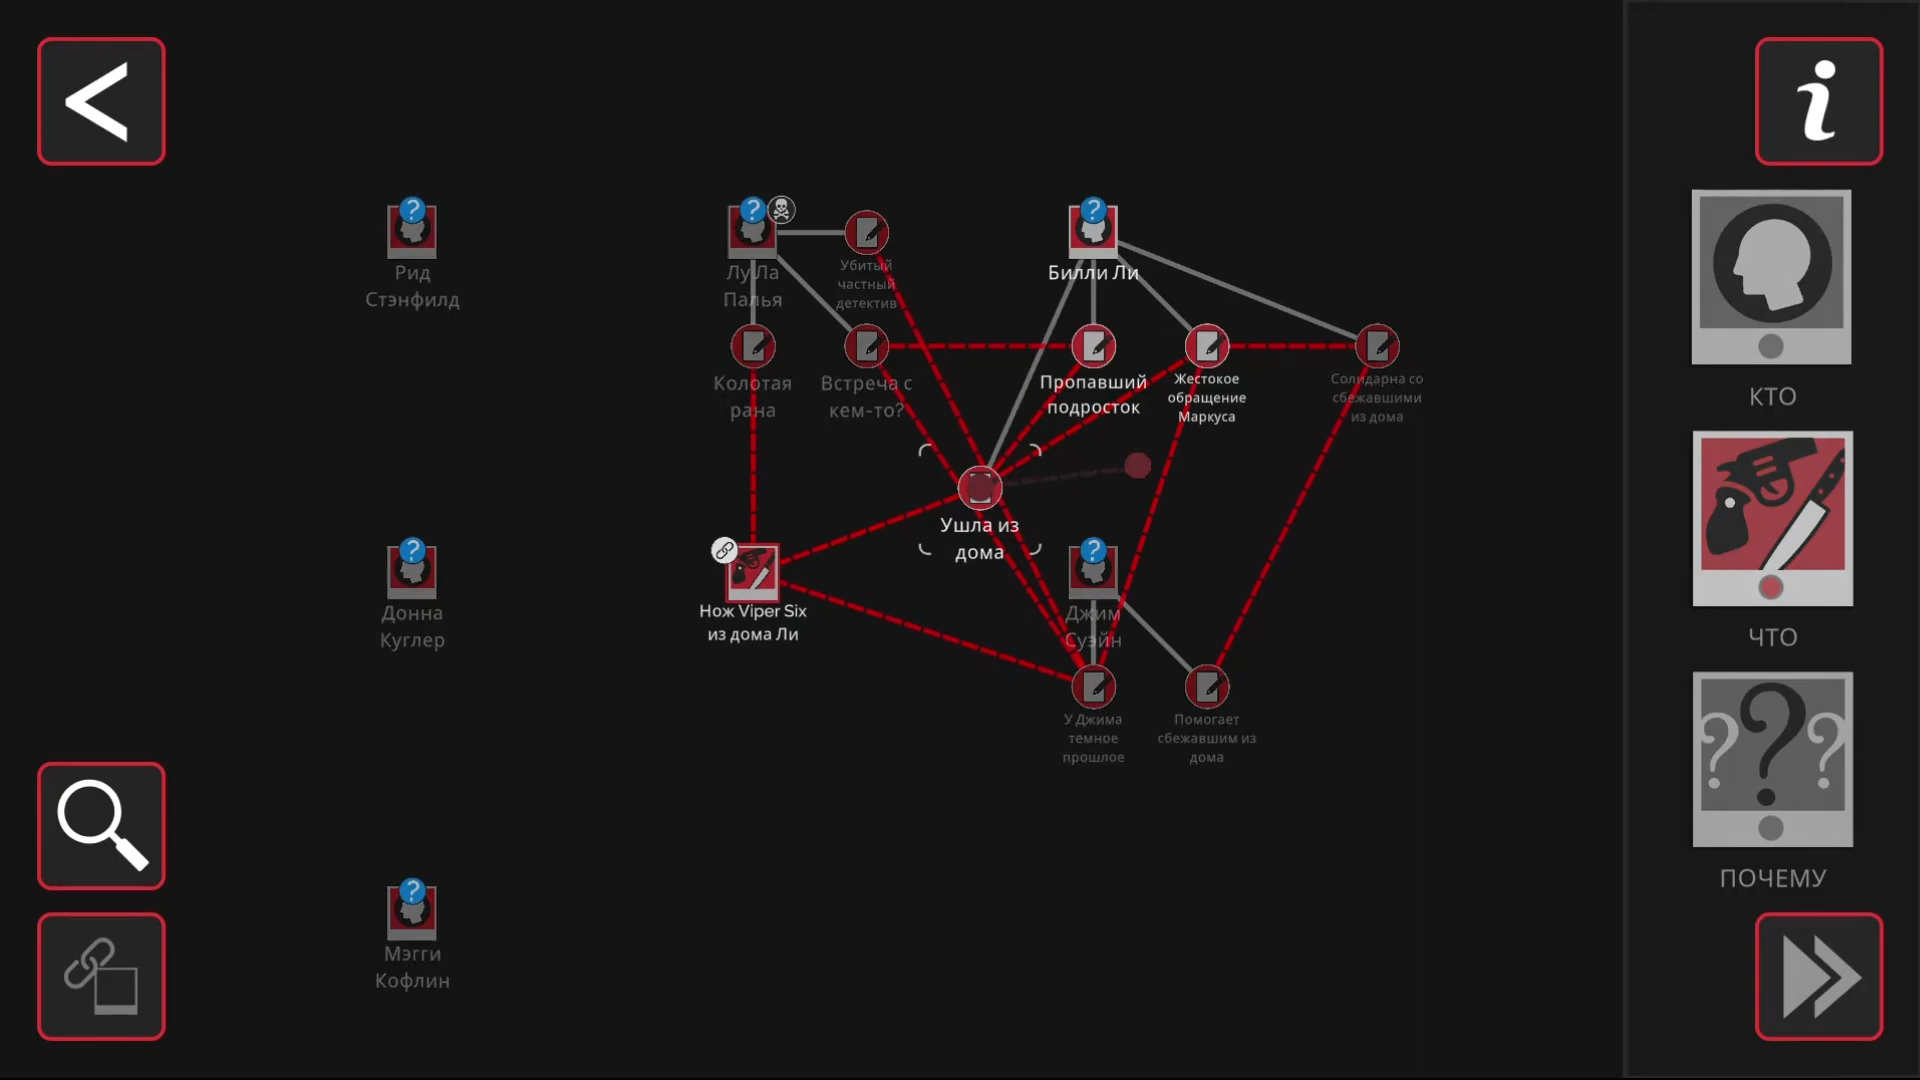 Рид
Стэнфилд
Лу Ла
Палья
Убитый
частный
детектив
Билли Ли
Колотая
рана
Встреча с
кем-то?
Пропавший
подросток
Жестокое
обращение
Маркуса
Солидарна со
сбежавшими
из дома
Ушла из
дома
Донна
Куглер
Нож Viper Six
из дома Ли
Джим
Суэйн
У Джима
темное
прошлое
Помогает
сбежавшим из
дома
Мэгги
Кофлин
КТО
ЧТО
ПОЧЕМУ